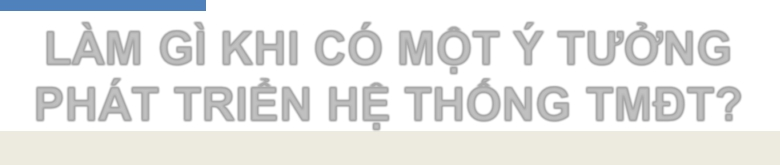 LÀM GÌ KHI CÓ MỘT Ý TƯỞNG
PHÁT TRIỂN HỆ THỐNG TMĐT?